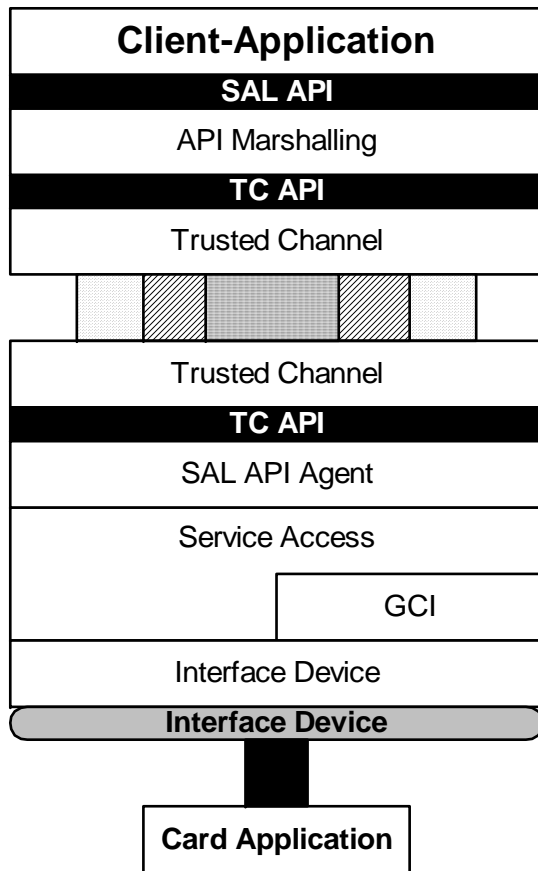 Client-Application
SAL API
API Marshalling
TC API
Trusted Channel
Trusted Channel
TC API
SAL API Agent
Service Access
GCI
Interface Device
Interface Device
Card Application